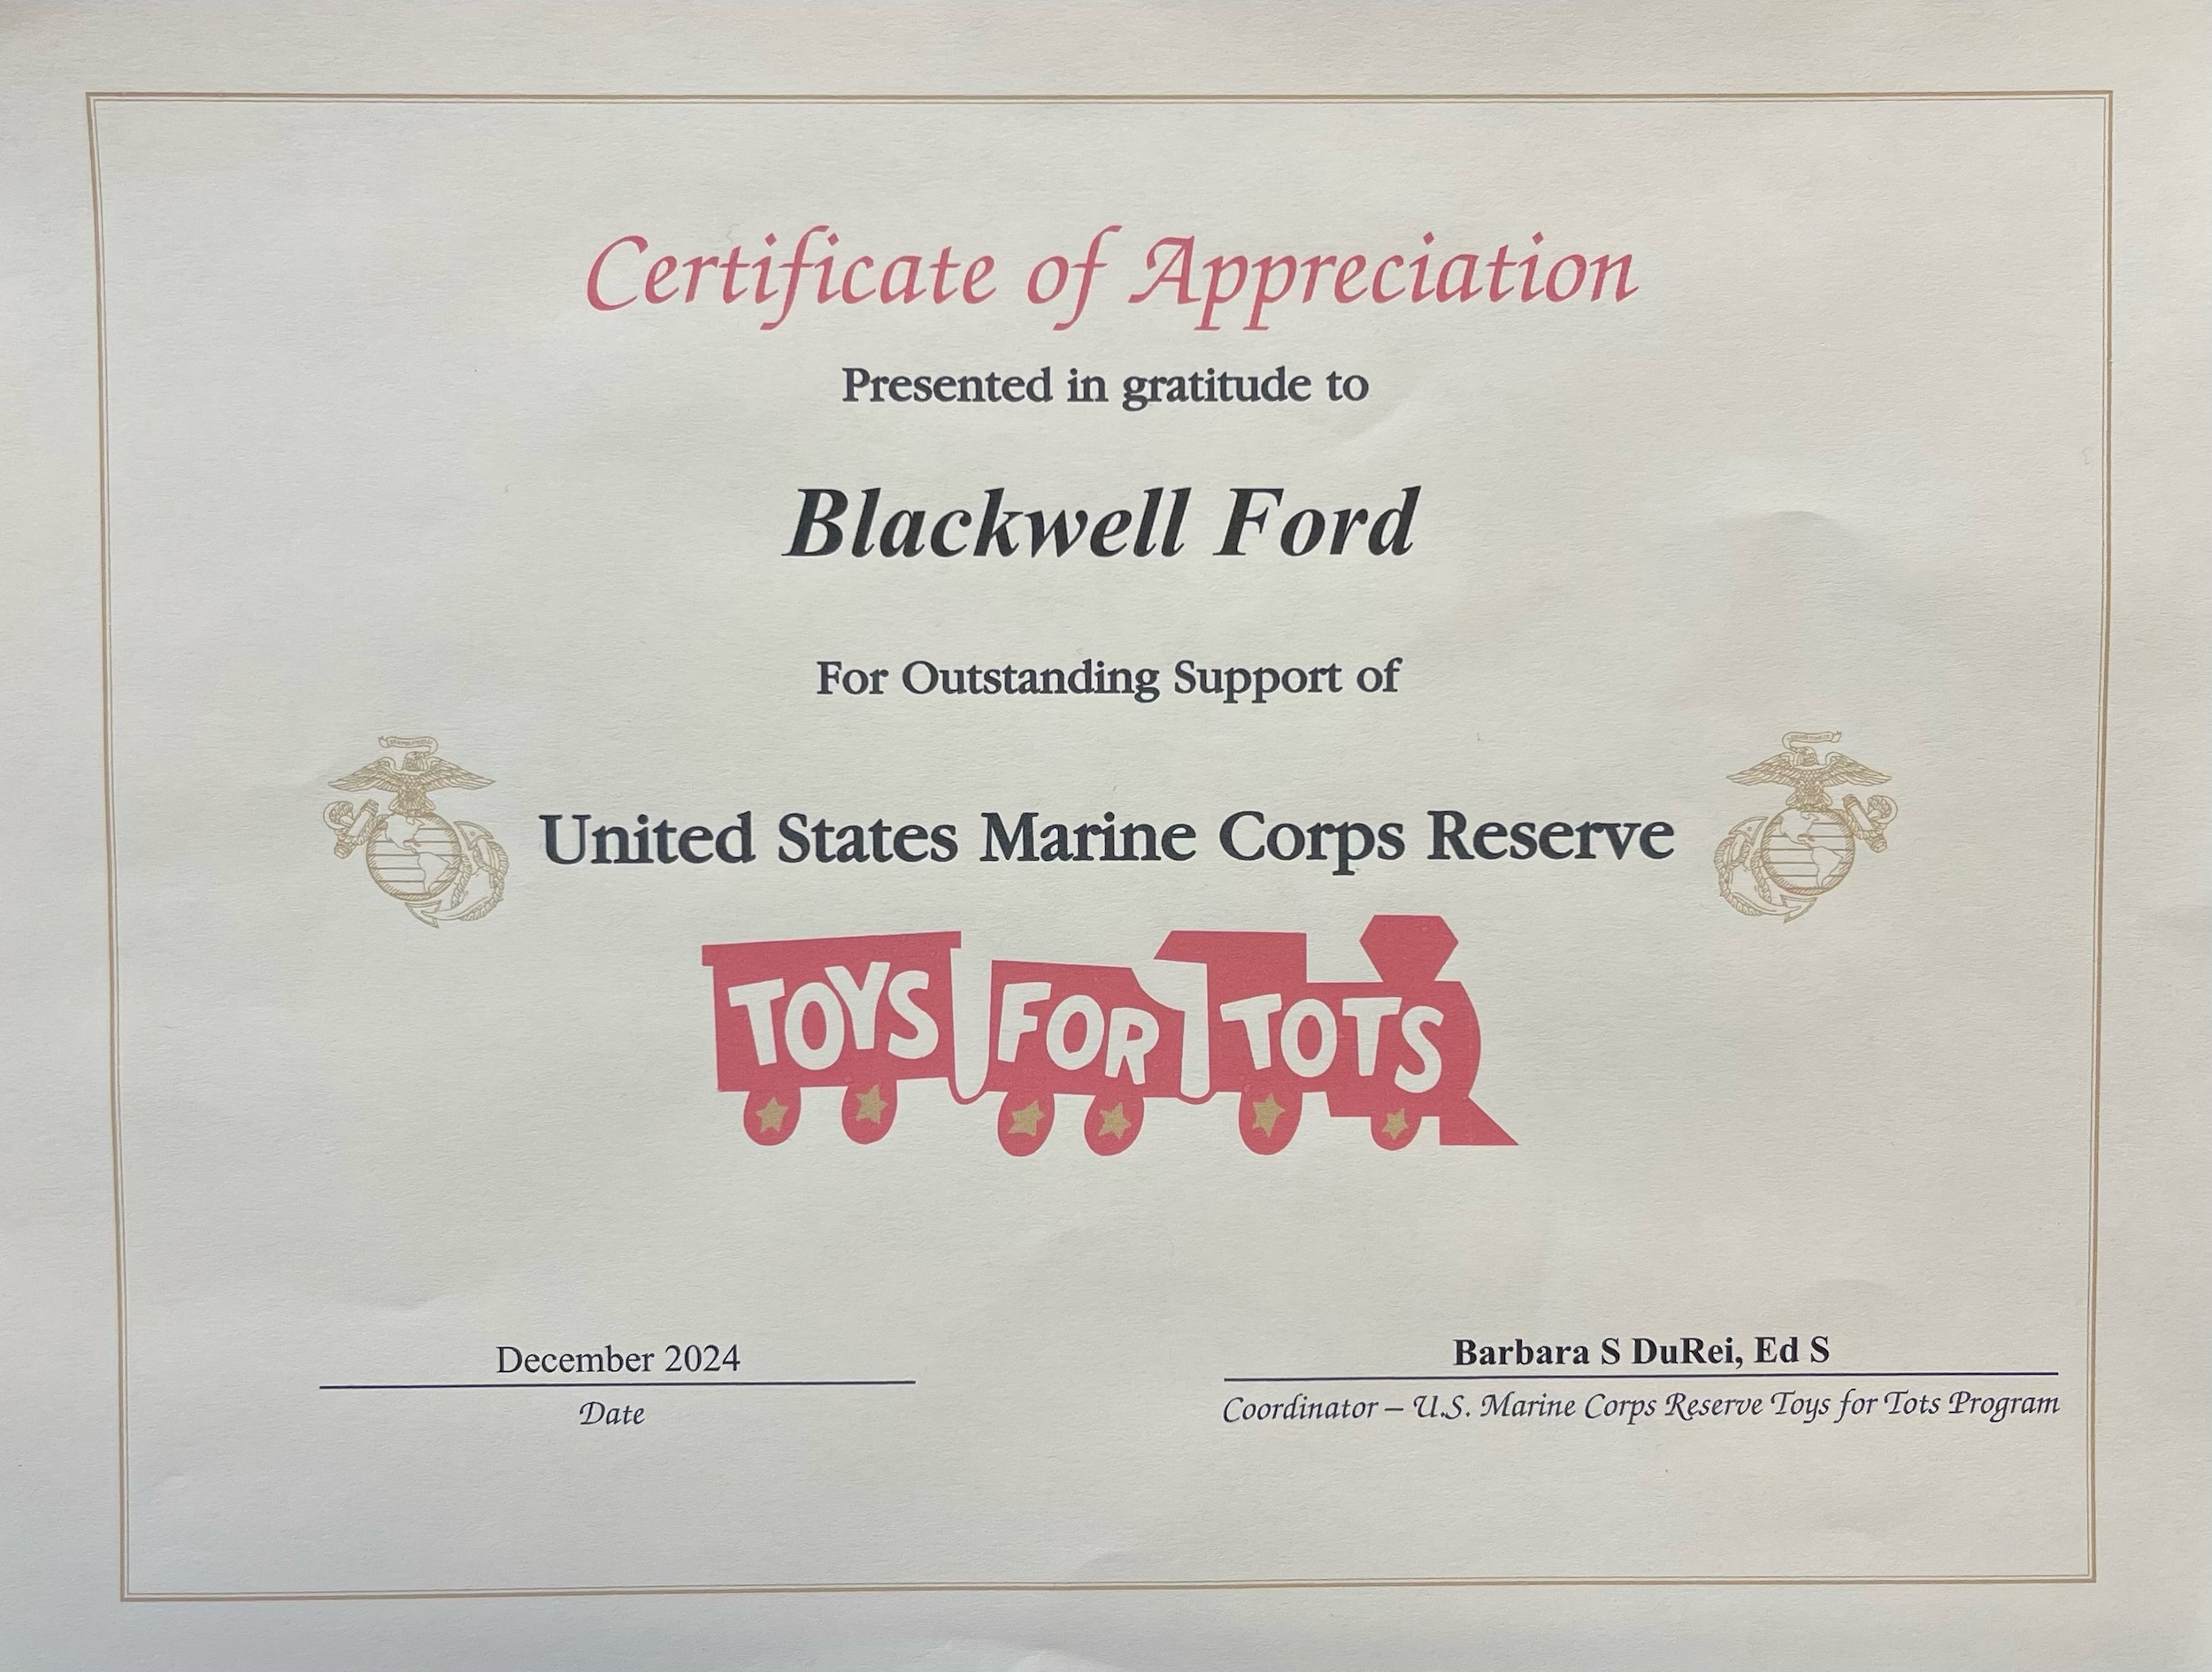 Certificate of Appreciation
Presented in gratitude to
Blackwell Ford
For Outstanding Support of
United States Marine Corps Reserve
TOYS FOR TOTS
December 2024
Date
Barbara S DuRei, Ed S
Coordinator – U.S. Marine Corps Reserve Toys for Tots Program